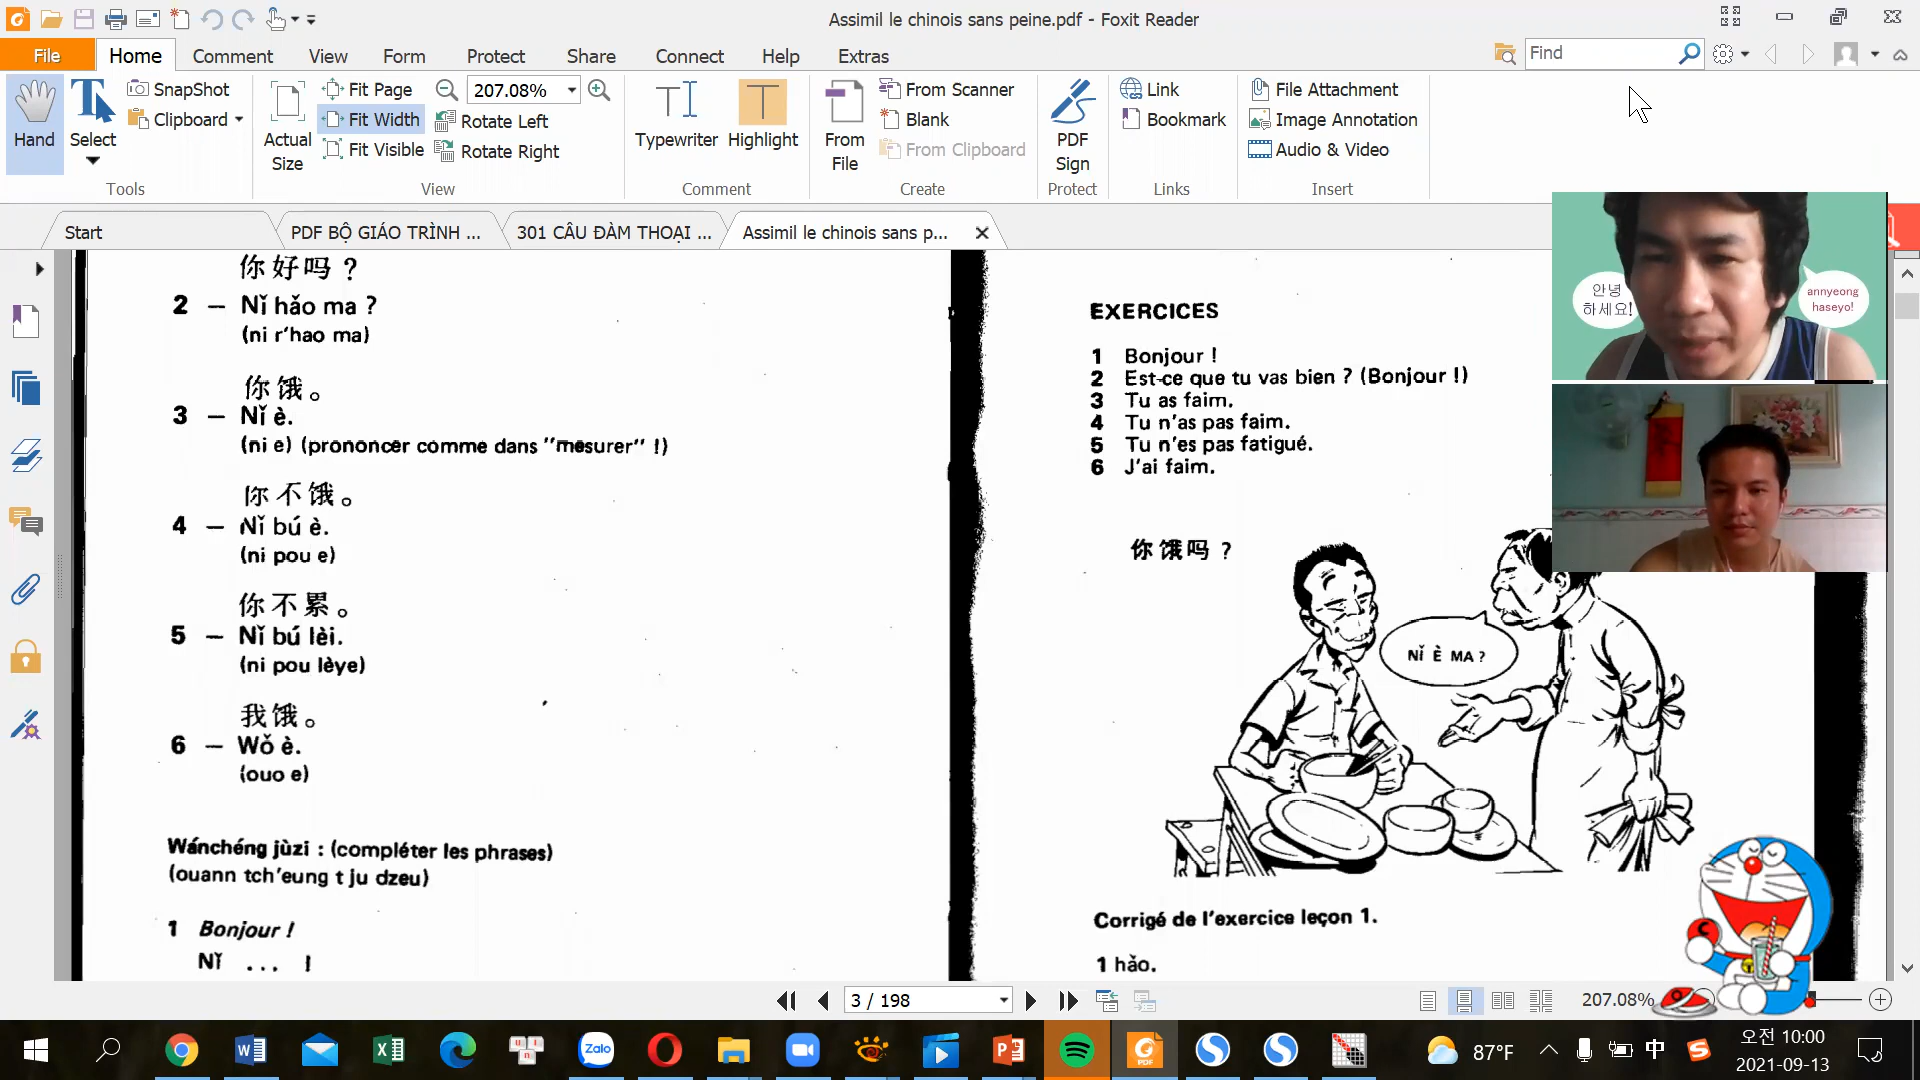 Assimil le chinois sans peine.pdf - Foxit Reader
File
Home
Comment
View
Form
Protect
Share
Connect
Help
Extras
Find
Hand
Select
SnapShot
Clipboard
Tools
Actual Size
Fit Page
Fit Width
Fit Visible
207.08%
Rotate Left
Rotate Right
View
Typewriter
Highlight
Comment
From File
From Scanner
Blank
From Clipboard
Create
PDF Sign
Protect
Link
Bookmark
Links
File Attachment
Image Annotation
Audio & Video
Insert
Start
PDF BỘ GIÁO TRÌNH ...
301 CÂU ĐÀM THOẠI ...
Assimil le chinois sans p...
你好吗？
2 — Nǐ hǎo ma ?
(ni r'hao ma)
你饿。
3 — Nǐ è.
(ni e) (prononcer comme dans "mesurer" !)
你不饿。
4 — Nǐ bú è.
(ni pou e)
你不累。
5 — Nǐ bú lèi.
(ni pou lèye)
我饿。
6 — Wǒ è.
(ouo e)
Wánchéng jùzi : (compléter les phrases)
(ouann tch'eung t ju dzeu)
1 Bonjour !
Nǐ ... !
EXERCICES
1 Bonjour !
2 Est-ce que tu vas bien ? (Bonjour !)
3 Tu as faim.
4 Tu n'as pas faim.
5 Tu n'es pas fatigué.
6 J'ai faim.
你饿吗？
NǏ È MA ?
Corrigé de l'exercice leçon 1.
1 hǎo.
안녕
하세요!
annyeong
haseyo!
3 / 198
207.08%
Zalo
87°F
中
오전 10:00
2021-09-13